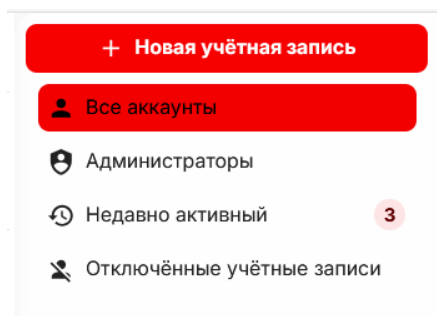 + Новая учётная запись
Все аккаунты
Администраторы
Недавно активный 3
Отключённые учётные записи